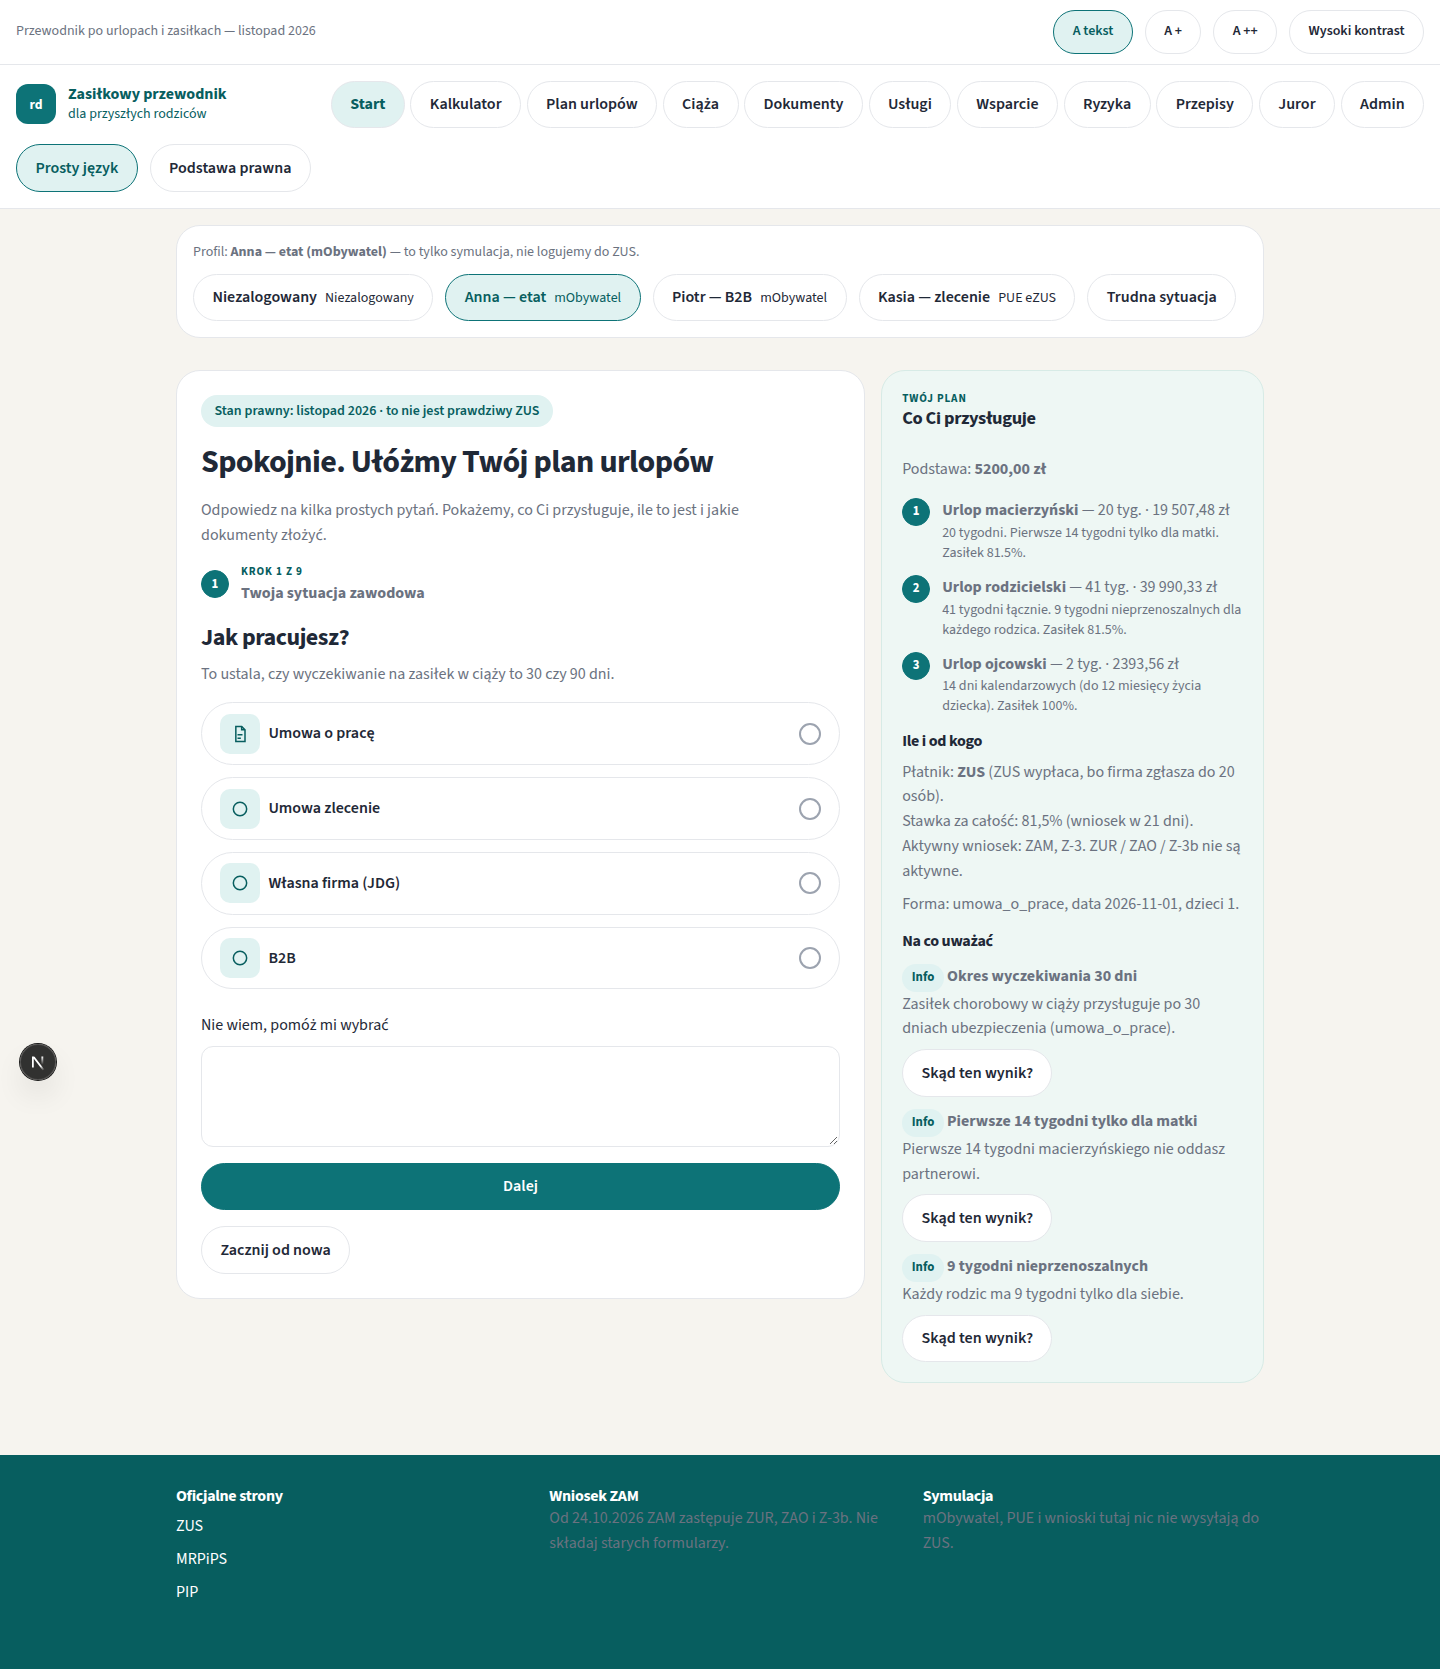 Przewodnik po urlopach i zasiłkach — listopad 2026
A tekst
A +
A ++
Wysoki kontrast
rd
Zasiłkowy przewodnik
dla przyszłych rodziców
Start
Kalkulator
Plan urlopów
Ciąża
Dokumenty
Usługi
Wsparcie
Ryzyka
Przepisy
Juror
Admin
Prosty język
Podstawa prawna
Profil: Anna — etat (mObywatel) — to tylko symulacja, nie logujemy do ZUS.
Niezalogowany Niezalogowany
Anna — etat mObywatel
Piotr — B2B mObywatel
Kasia — zlecenie PUE eZUS
Trudna sytuacja
Stan prawny: listopad 2026 · to nie jest prawdziwy ZUS
Spokojnie. Ułóżmy Twój plan urlopów
Odpowiedz na kilka prostych pytań. Pokażemy, co Ci przysługuje, ile to jest i jakie
dokumenty złożyć.
1
KROK 1 Z 9
Twoja sytuacja zawodowa
Jak pracujesz?
To ustala, czy wyczekiwanie na zasiłek w ciąży to 30 czy 90 dni.
Umowa o pracę
Umowa zlecenie
Własna firma (JDG)
B2B
Nie wiem, pomóż mi wybrać
Dalej
Zacznij od nowa
TWÓJ PLAN
Co Ci przysługuje
Podstawa: 5200,00 zł
1
Urlop macierzyński — 20 tyg. · 19 507,48 zł
20 tygodni. Pierwsze 14 tygodni tylko dla matki.
Zasiłek 81.5%.
2
Urlop rodzicielski — 41 tyg. · 39 990,33 zł
41 tygodni łącznie. 9 tygodni nieprzenoszalnych dla
każdego rodzica. Zasiłek 81.5%.
3
Urlop ojcowski — 2 tyg. · 2393,56 zł
14 dni kalendarzowych (do 12 miesięcy życia
dziecka). Zasiłek 100%.
Ile i od kogo
Płatnik: ZUS (ZUS wypłaca, bo firma zgłasza do 20
osób).
Stawka za całość: 81,5% (wniosek w 21 dni).
Aktywny wniosek: ZAM, Z-3. ZUR / ZAO / Z-3b nie są
aktywne.
Forma: umowa_o_prace, data 2026-11-01, dzieci 1.
Na co uważać
Info Okres wyczekiwania 30 dni
Zasiłek chorobowy w ciąży przysługuje po 30
dniach ubezpieczenia (umowa_o_prace).
Skąd ten wynik?
Info Pierwsze 14 tygodni tylko dla matki
Pierwsze 14 tygodni macierzyńskiego nie oddasz
partnerowi.
Skąd ten wynik?
Info 9 tygodni nieprzenoszalnych
Każdy rodzic ma 9 tygodni tylko dla siebie.
Skąd ten wynik?
Oficjalne strony
ZUS
MRPiPS
PIP
Wniosek ZAM
Od 24.10.2026 ZAM zastępuje ZUR, ZAO i Z-3b. Nie
składaj starych formularzy.
Symulacja
mObywatel, PUE i wnioski tutaj nic nie wysyłają do
ZUS.